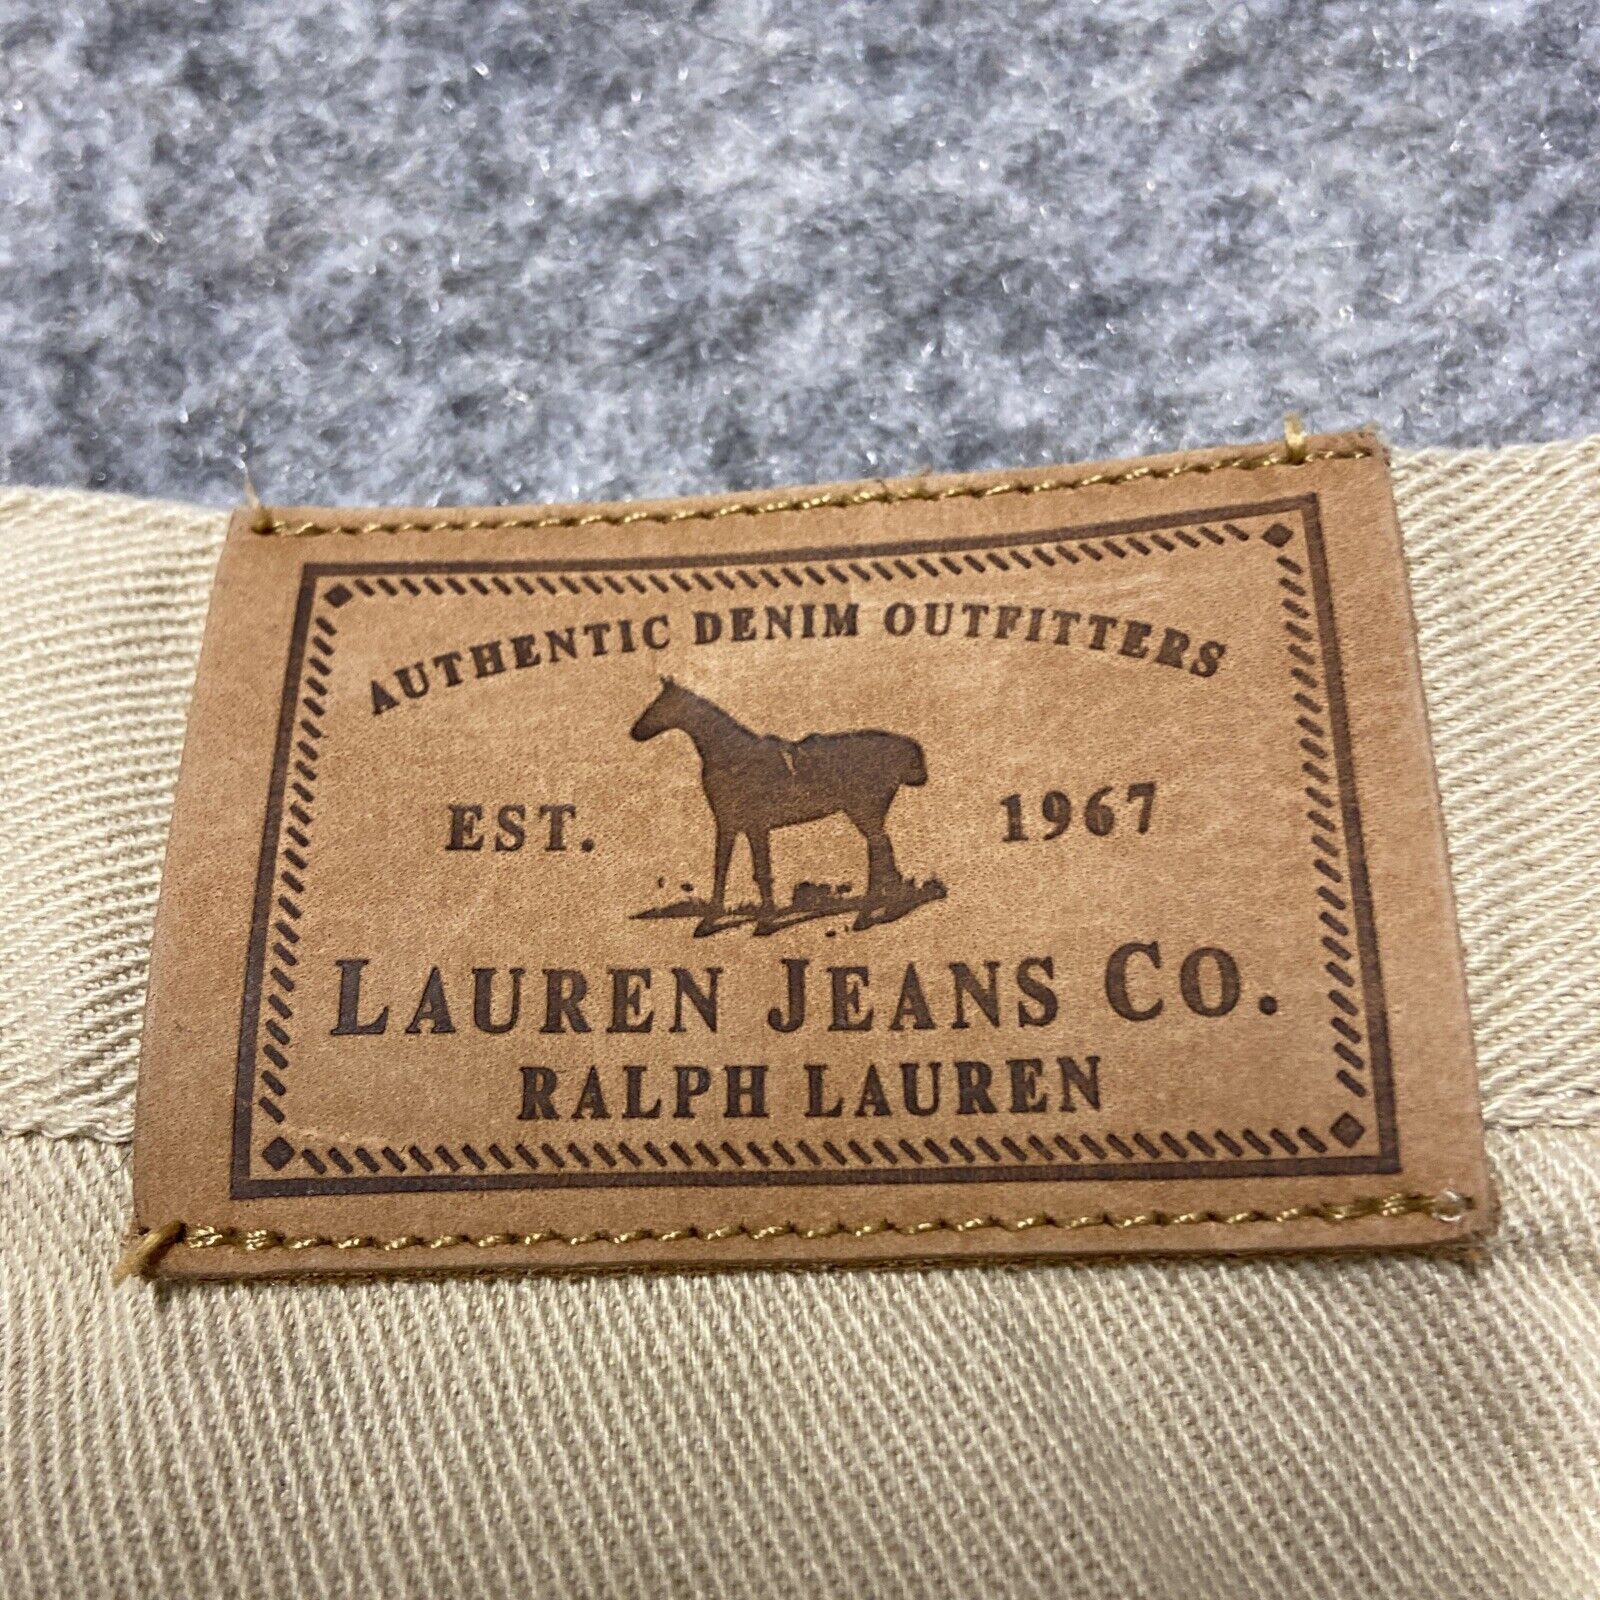 AUTHENTIC DENIM OUTFITTERS
EST. 1967
LAUREN JEANS CO.
RALPH LAUREN